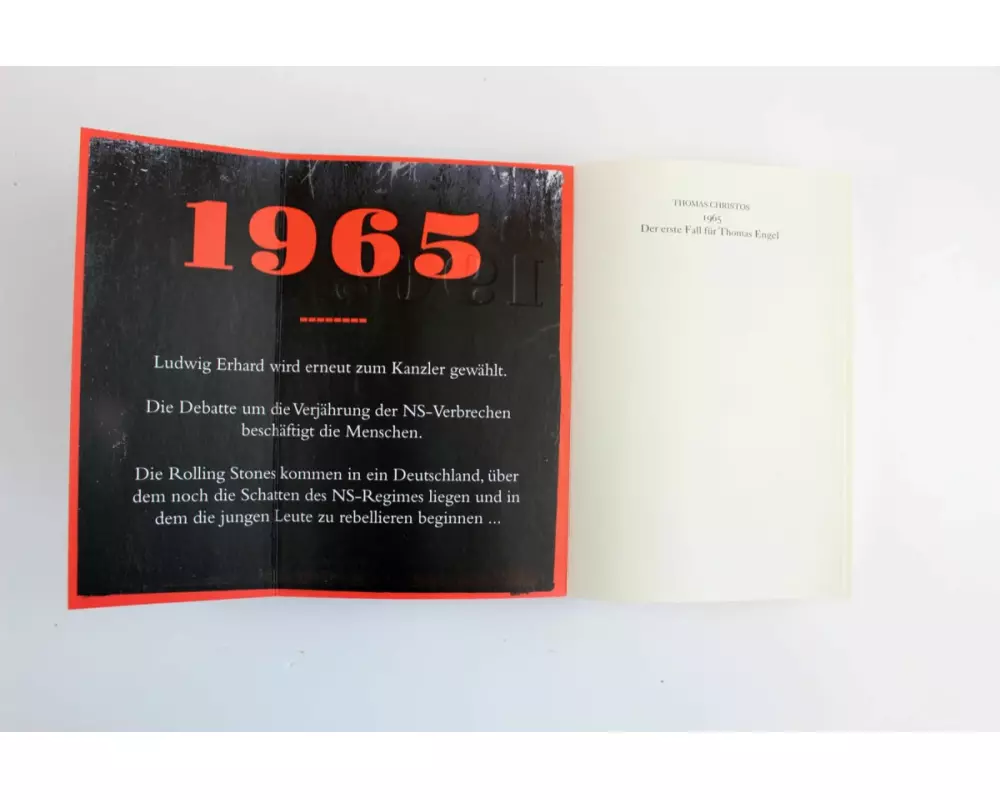 1965
Ludwig Erhard wird erneut zum Kanzler gewählt.
Die Debatte um die Verjährung der NS-Verbrechen
beschäftigt die Menschen.
Die Rolling Stones kommen in ein Deutschland, über
dem noch die Schatten des NS-Regimes liegen und in
dem die jungen Leute zu rebellieren beginnen ...
THOMAS CHRISTOS
1965
Der erste Fall für Thomas Engel